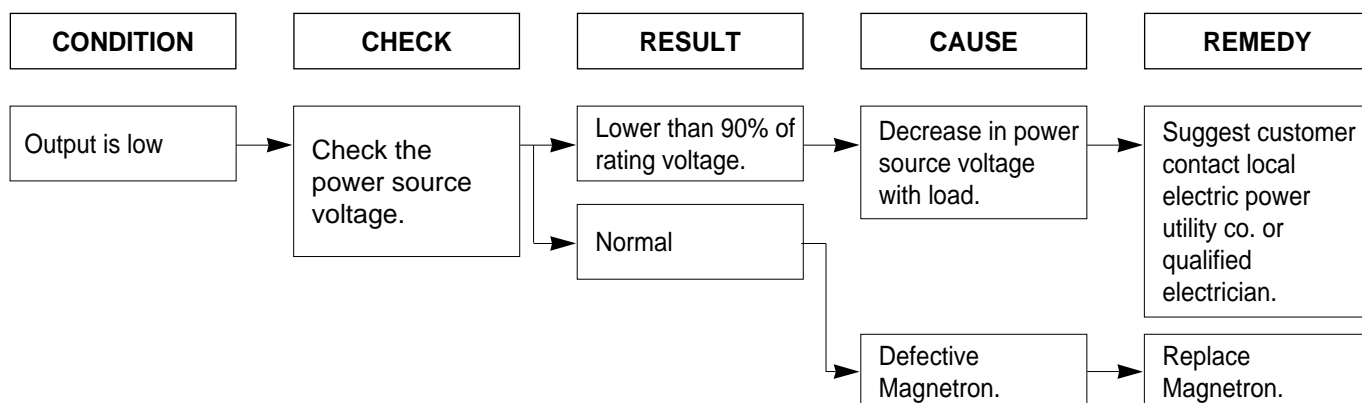 CONDITION
CHECK
RESULT
CAUSE
REMEDY
Output is low
Check the
power source
voltage.
Lower than 90% of
rating voltage.
Decrease in power
source voltage
with load.
Suggest customer
contact local
electric power
utility co. or
qualified
electrician.
Normal
Defective
Magnetron.
Replace
Magnetron.